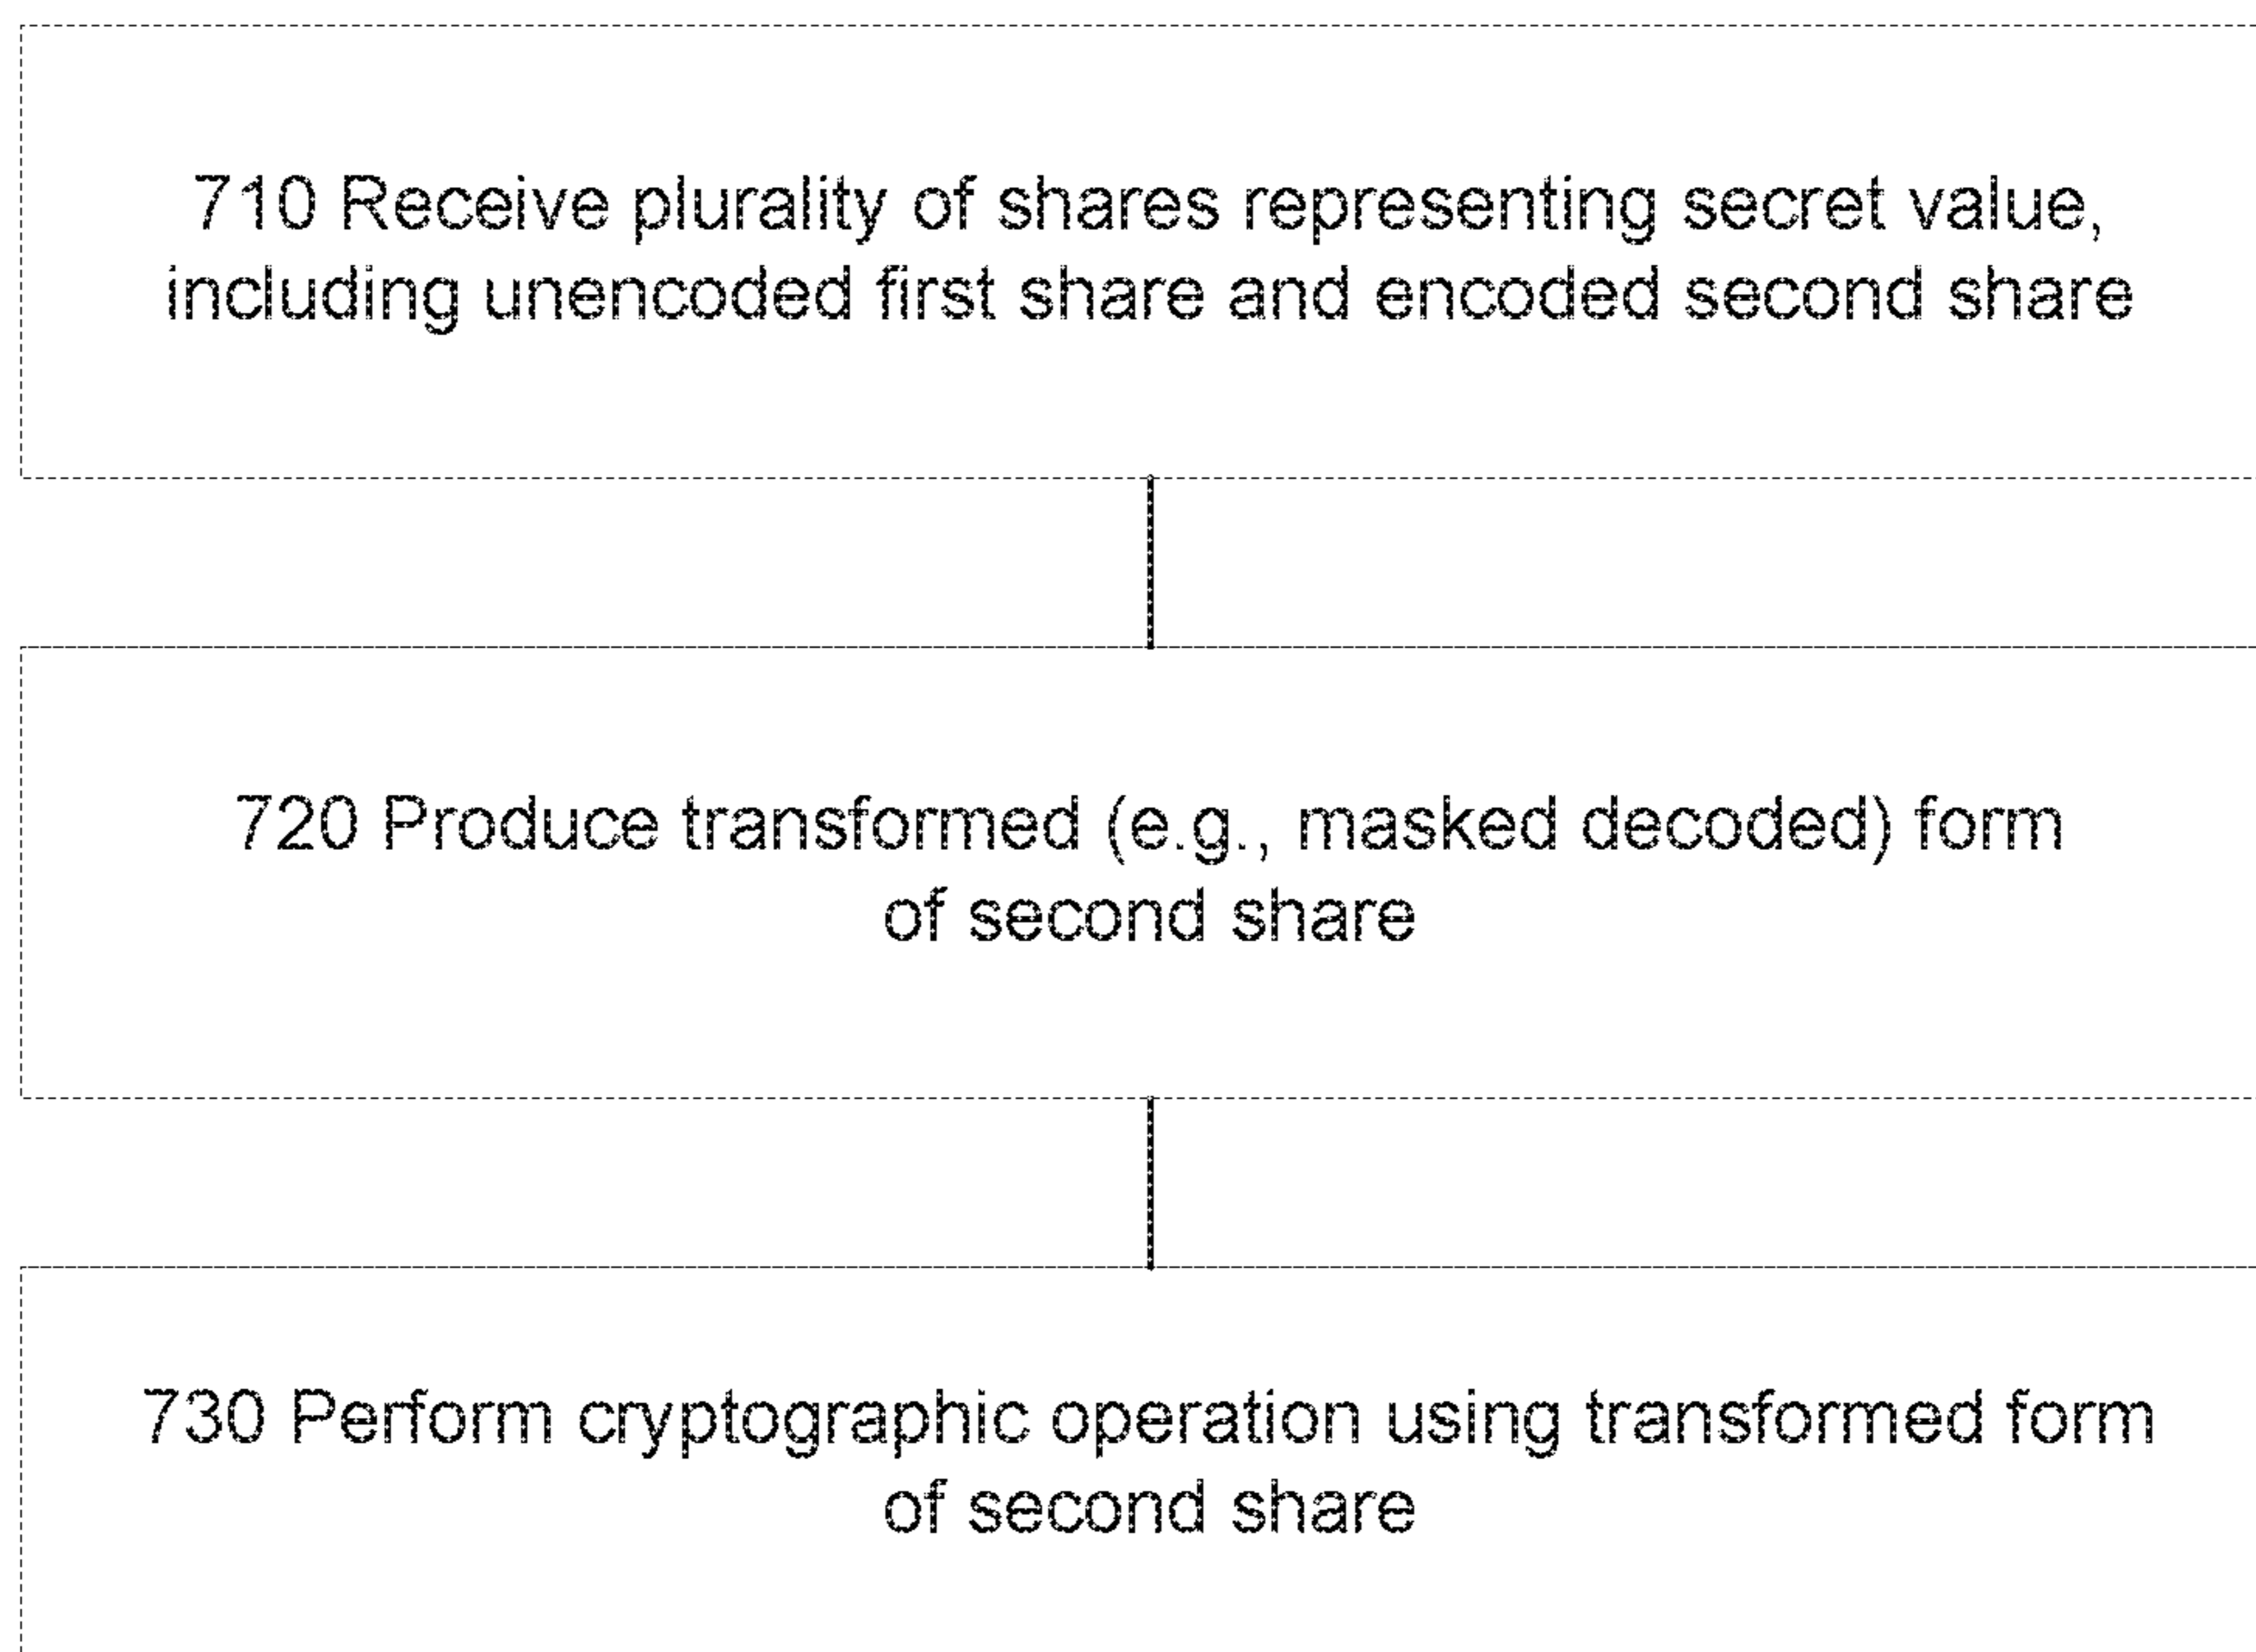 710 Receive plurality of shares representing secret value,
including unencoded first share and encoded second share
720 Produce transformed (e.g., masked decoded) form
of second share
730 Perform cryptographic operation using transformed form
of second share